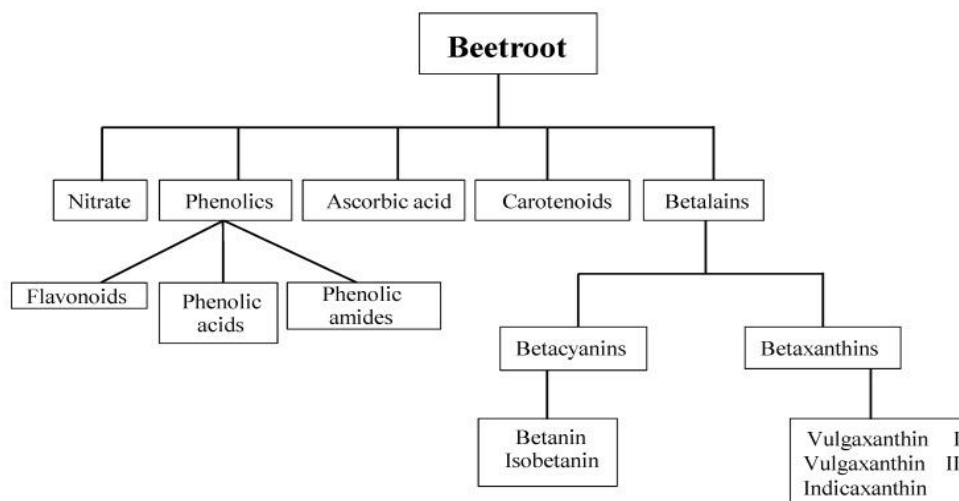 Beetroot
Nitrate
Phenolics
Ascorbic acid
Carotenoids
Betalains
Flavonoids
Phenolic
acids
Phenolic
amides
Betacyanins
Betaxanthins
Betanin
Isobetanin
Vulgaxanthin I
Vulgaxanthin II
Indicaxanthin